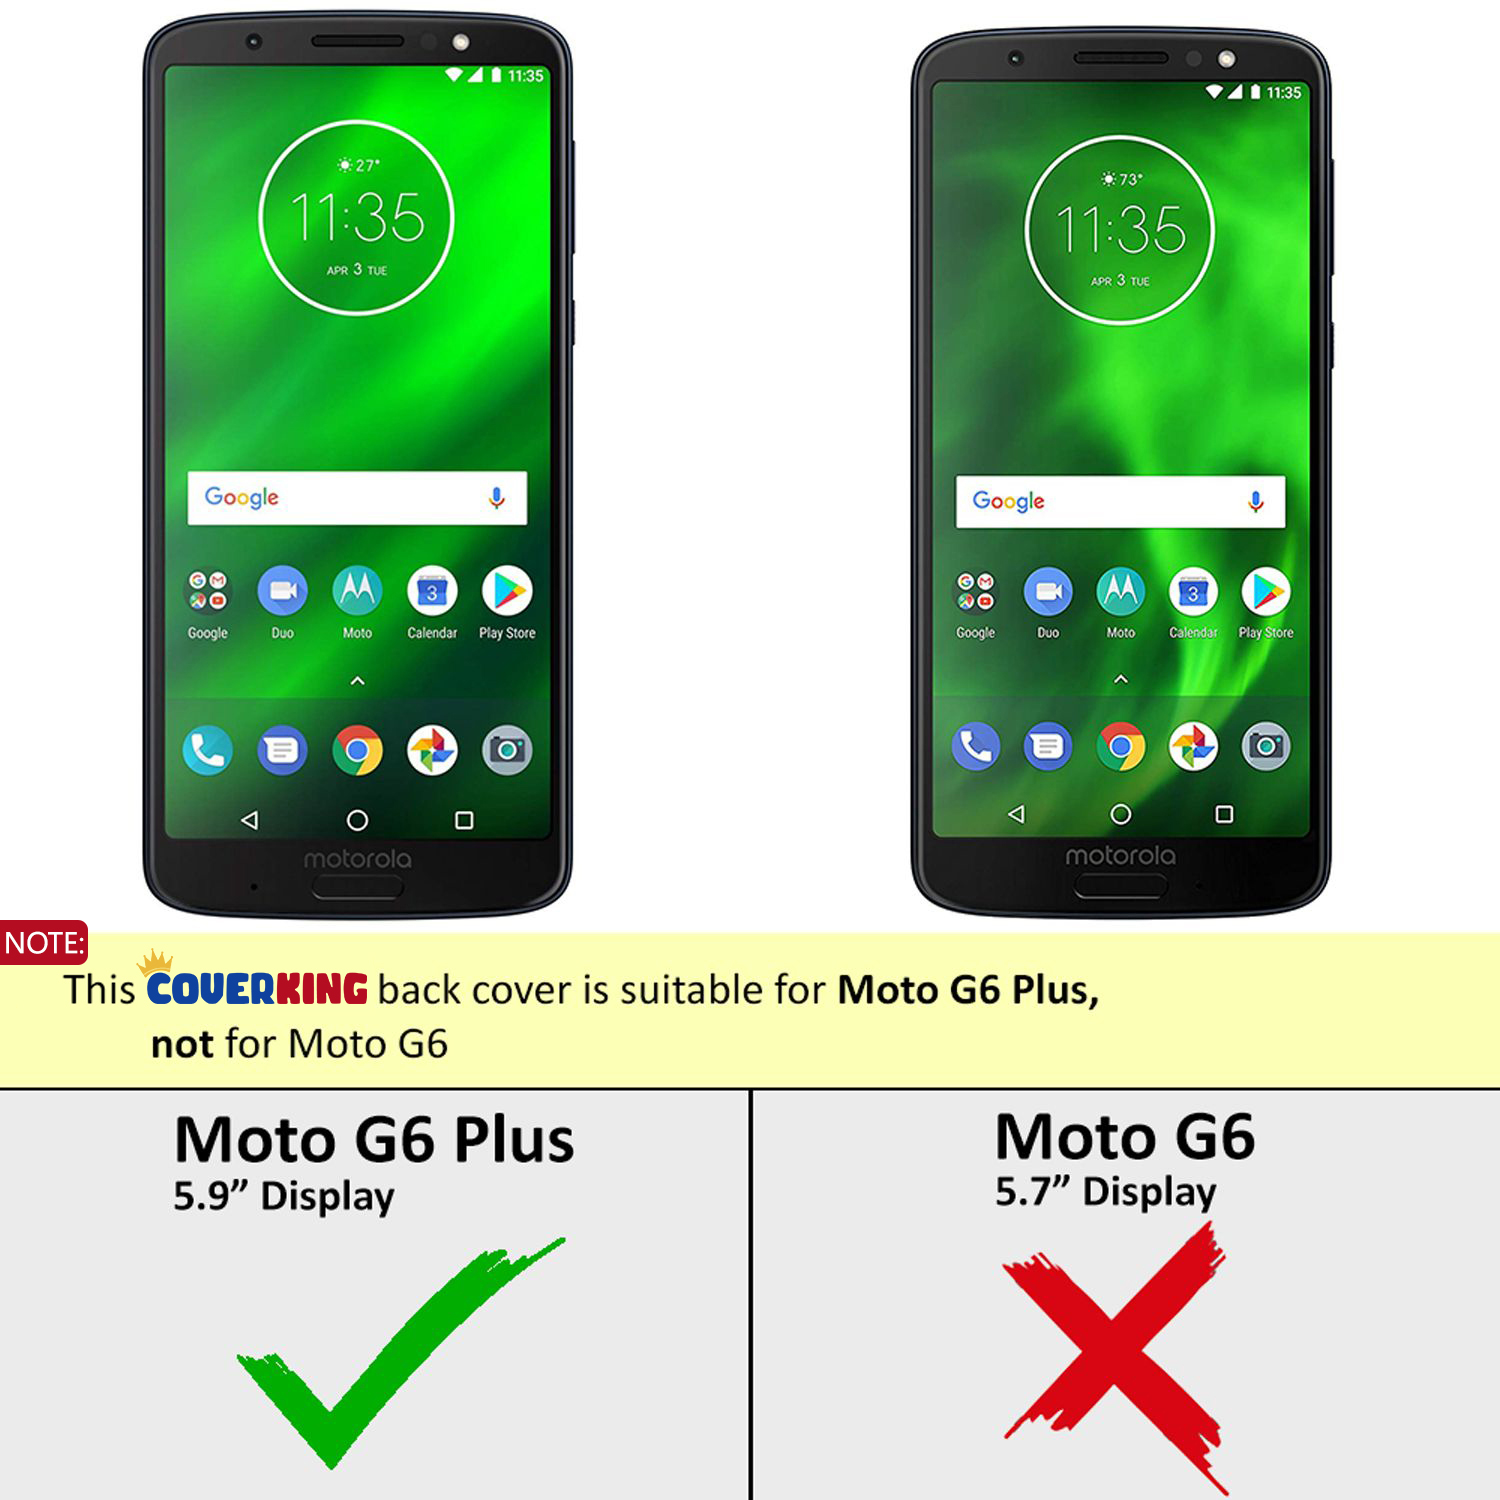 11:35
27°
11:35
APR 3 TUE
Google
Google
Duo
Moto
Calendar
Play Store
3
motorola
11:35
73°
11:35
APR 3 TUE
Google
Google
Duo
Moto
Calendar
Play Store
3
motorola
NOTE:
This COVERKING back cover is suitable for Moto G6 Plus,
not for Moto G6
Moto G6 Plus
5.9” Display
Moto G6
5.7” Display